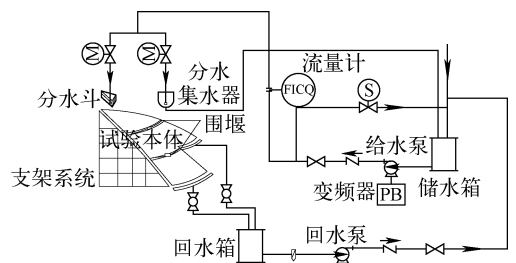 M
M
流量计
分水
FICQ
S
分水斗
集水器
围堰
试验本体
给水泵
支架系统
变频器
PB
储水箱
回水箱
回水泵